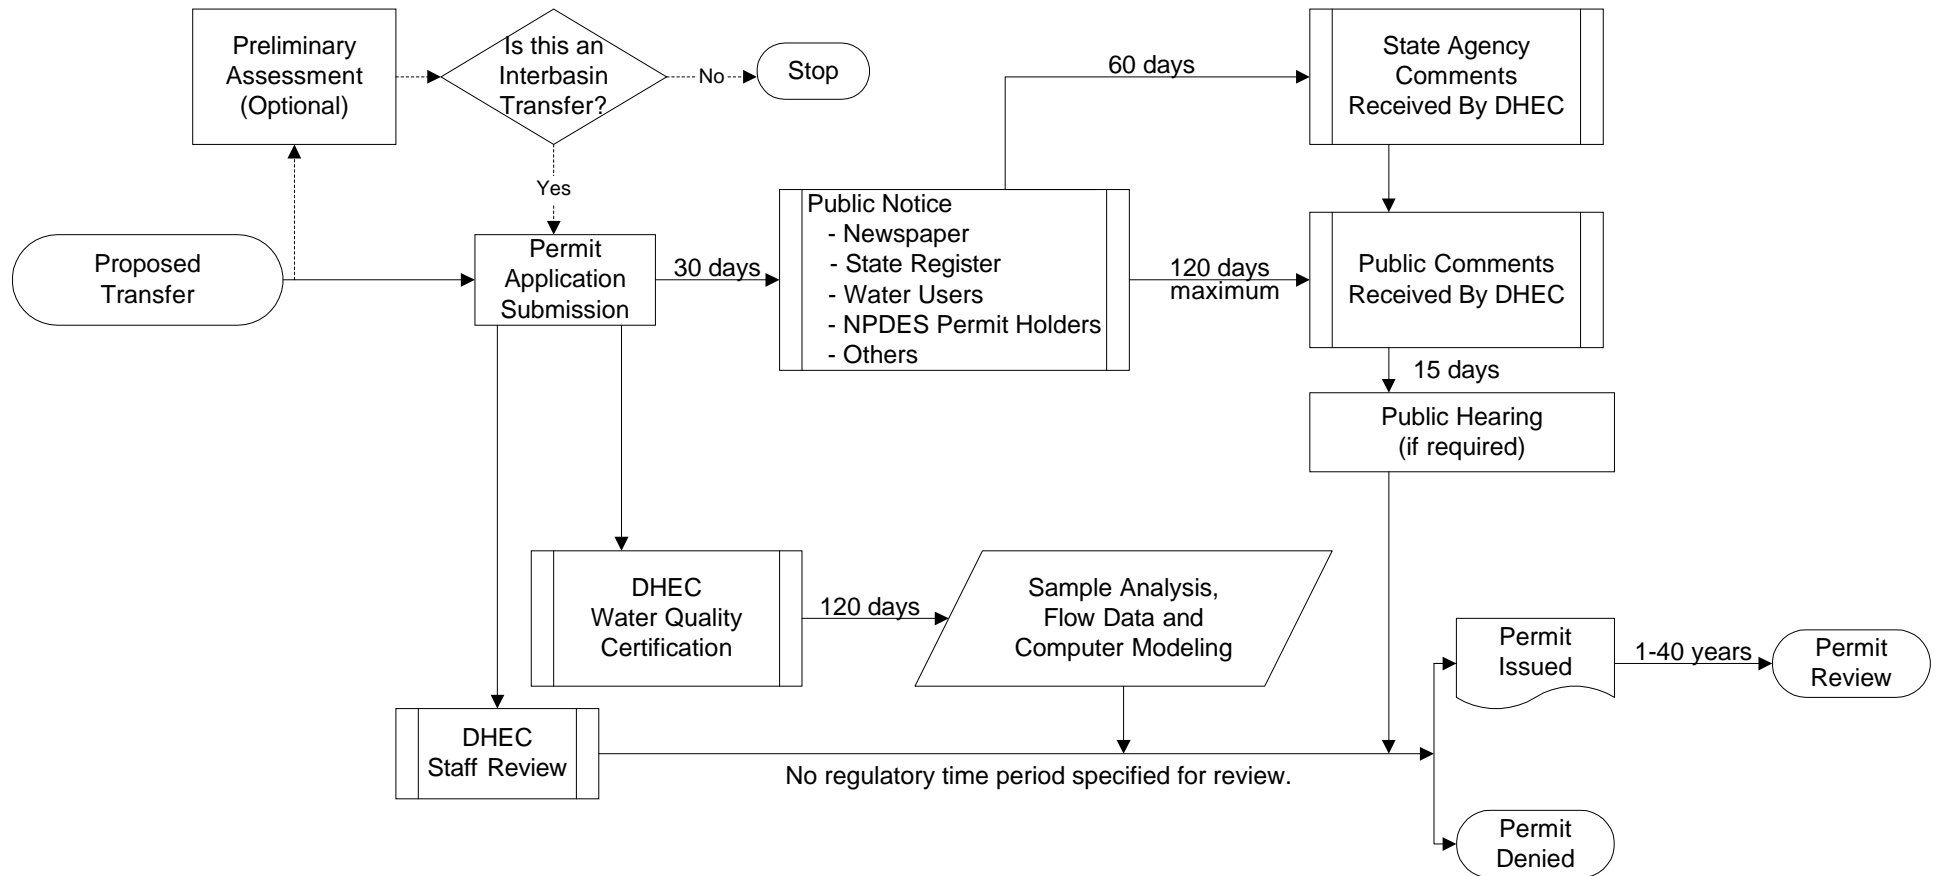 Preliminary
Assessment
(Optional)
Is this an
Interbasin
Transfer?
No
Stop
Yes
Proposed
Transfer
Permit
Application
Submission
30 days
Public Notice
- Newspaper
- State Register
- Water Users
- NPDES Permit Holders
- Others
60 days
State Agency
Comments
Received By DHEC
120 days
maximum
Public Comments
Received By DHEC
15 days
Public Hearing
(if required)
DHEC
Water Quality
Certification
120 days
Sample Analysis,
Flow Data and
Computer Modeling
DHEC
Staff Review
No regulatory time period specified for review.
Permit
Issued
1-40 years
Permit
Review
Permit
Denied